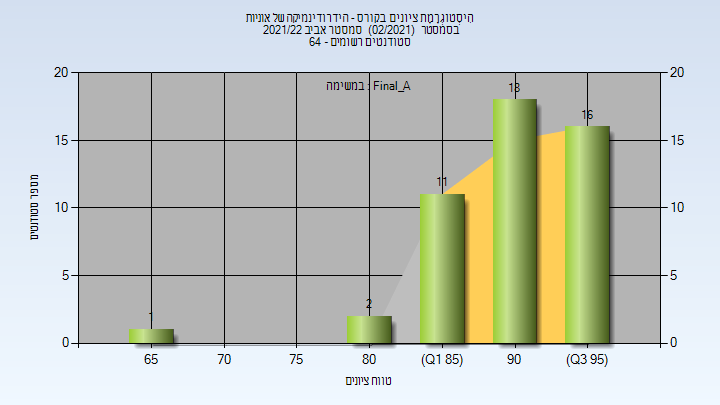 היסטוגרמת ציונים בקורס - הידרודינמיקה של אוניות
בסמסטר (02/2021) סמסטר אביב 2021/22
סטודנטים רשומים - 64
במשימה : Final_A
מספר סטודנטים
20
15
10
5
0
20
15
10
5
0
1
2
11
18
16
65
70
75
80
(Q1 85)
90
(Q3 95)
טווח ציונים